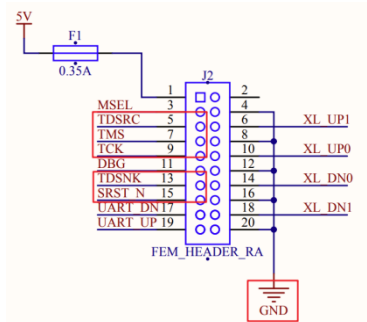 5V
F1
0.35A
J2
1 2
MSEL 3 4
TDSRC 5 6 XL_UP1
TMS 7 8
TCK 9 10 XL_UP0
DBG 11 12
TDSNK 13 14 XL_DN0
SRST_N 15 16
UART_DN 17 18 XL_DN1
UART_UP 19 20
FEM_HEADER_RA
GND